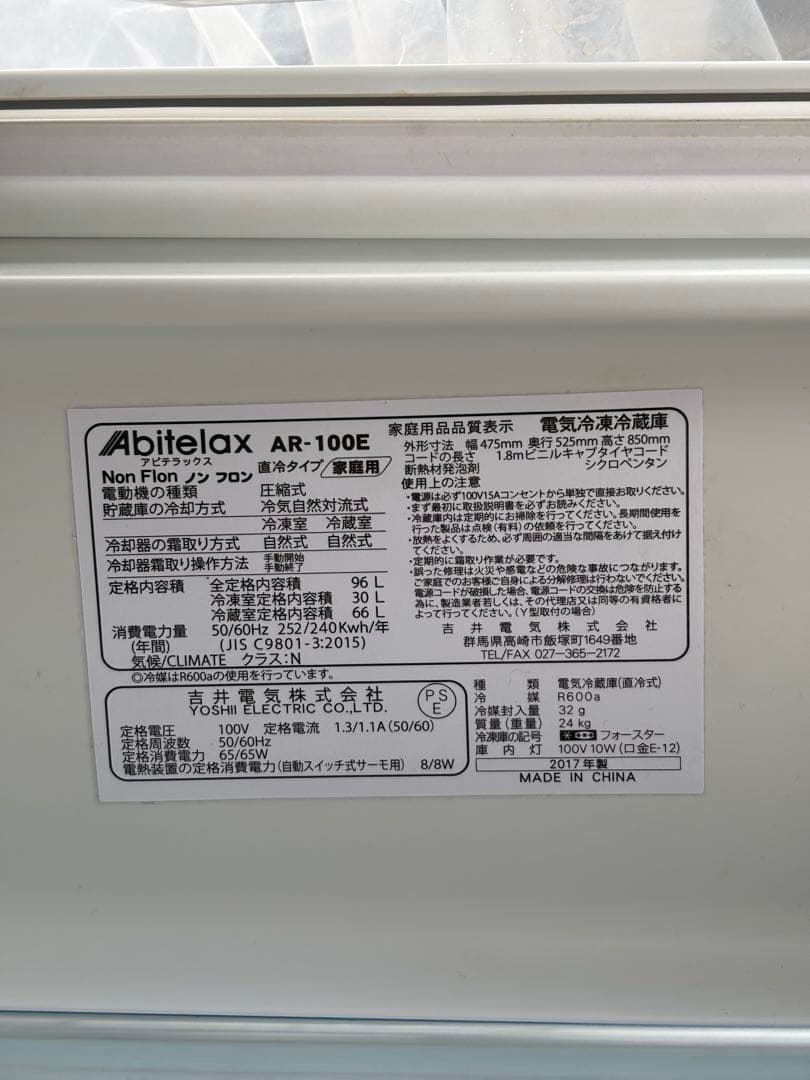 Abitelax AR-100E
アビテラックス
Non Flon ノンフロン 直冷タイプ 家庭用
電動機の種類 圧縮式
貯蔵庫の冷却方式 冷気自然対流式
冷凍室 冷蔵室
冷却器の霜取り方式 自然式 自然式
冷却器霜取り操作方法 手動開始
手動終了
定格内容積 全定格内容積 96 L
冷凍室定格内容積 30 L
冷蔵室定格内容積 66 L
消費電力量 50/60Hz 252/240Kwh/年
(年間) (JIS C9801-3:2015)
気候/CLIMATE クラス:N
◎冷媒はR600aの使用を行っています。
家庭用品品質表示 電気冷凍冷蔵庫
外形寸法 幅475mm 奥行525mm 高さ850mm
コードの長さ 1.8mビニルキャブタイヤコード
断熱材発泡剤 シクロペンタン
使用上の注意
・電源は必ず100V15Aコンセントから単独で直接お取りください。
・まず最初に取扱説明書を必ずお読みください。
・冷蔵庫内は定期的にお掃除を行ってください。長期間使用を
行った製品は点検(有料)の依頼を行ってください。
・放熱をよくするため、必ず周囲の適当な間隔をあけて据え付け
てください。
・定期的に霜取り作業が必要です。
・誤った修理は火災や感電などの危険な事故につながります。
ご家庭でのお客様ご自身による分解修理は行わないでください。
電源コードが破損した場合、電源コードの交換は危険を防止する
為に、製造業者若しくは、その代理店又は同等の有資格者に
よって行ってください。(Y型取付の場合)
吉井電気株式会社
群馬県高崎市飯塚町1649番地
TEL/FAX 027-365-2172
吉井電気株式会社
YOSHII ELECTRIC CO.,LTD.
PS
E
定格電圧 100V 定格電流 1.3/1.1A(50/60)
定格周波数 50/60Hz
定格消費電力 65/65W
電熱装置の定格消費電力(自動スイッチ式サーモ用) 8/8W
種類 電気冷蔵庫(直冷式)
冷媒 R600a
冷媒封入量 32g
質量(重量) 24kg
冷凍庫の記号 フォースター
庫内灯 100V 10W(口金E-12)
2017年製
MADE IN CHINA